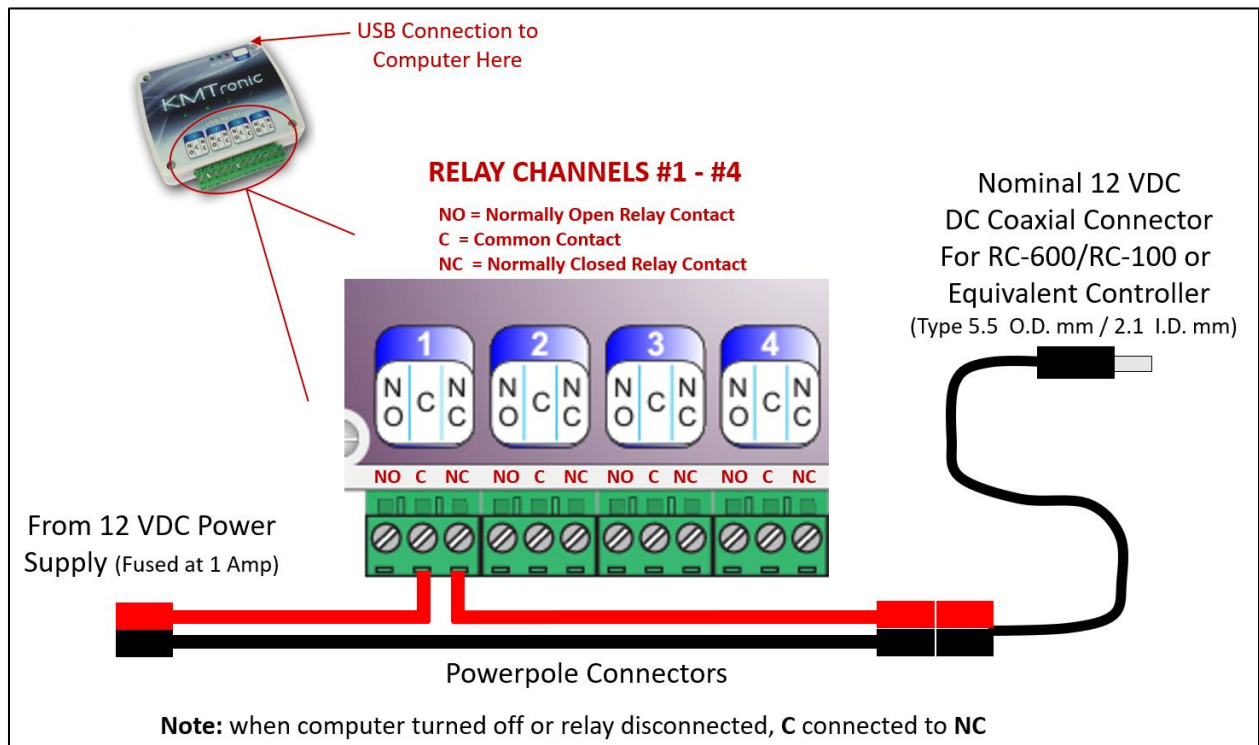 USB Connection to
Computer Here
KMTronic
USB RELAY
RELAY CHANNELS #1 - #4
NO = Normally Open Relay Contact
C = Common Contact
NC = Normally Closed Relay Contact
Nominal 12 VDC
DC Coaxial Connector
For RC-600/RC-100 or
Equivalent Controller
(Type 5.5 O.D. mm / 2.1 I.D. mm)
1 2 3 4
NO C NC NO C NC NO C NC NO C NC
NO C NC NO C NC NO C NC NO C NC
From 12 VDC Power
Supply (Fused at 1 Amp)
Powerpole Connectors
Note: when computer turned off or relay disconnected, C connected to NC